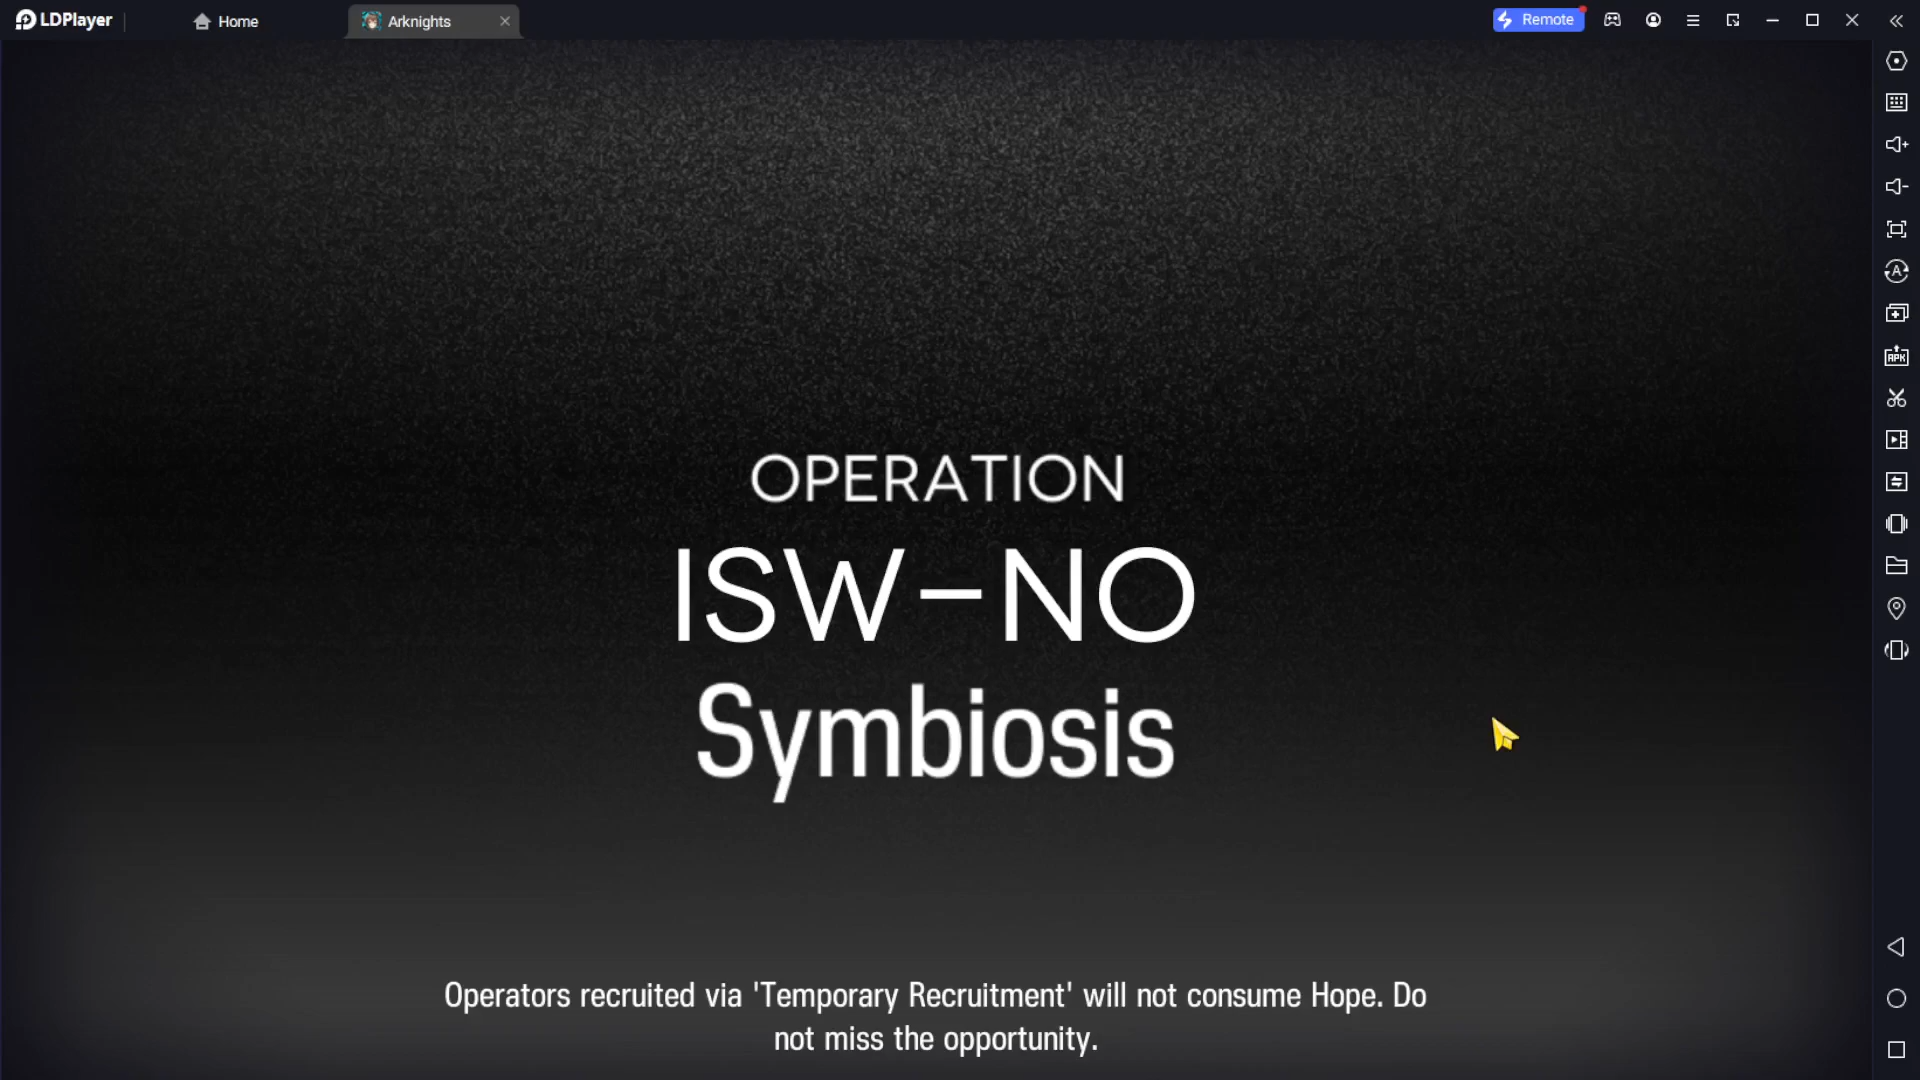 LDPlayer
Home
Arknights
Remote
A
APK
OPERATION
ISW-NO
Symbiosis
Operators recruited via 'Temporary Recruitment' will not consume Hope. Do
not miss the opportunity.